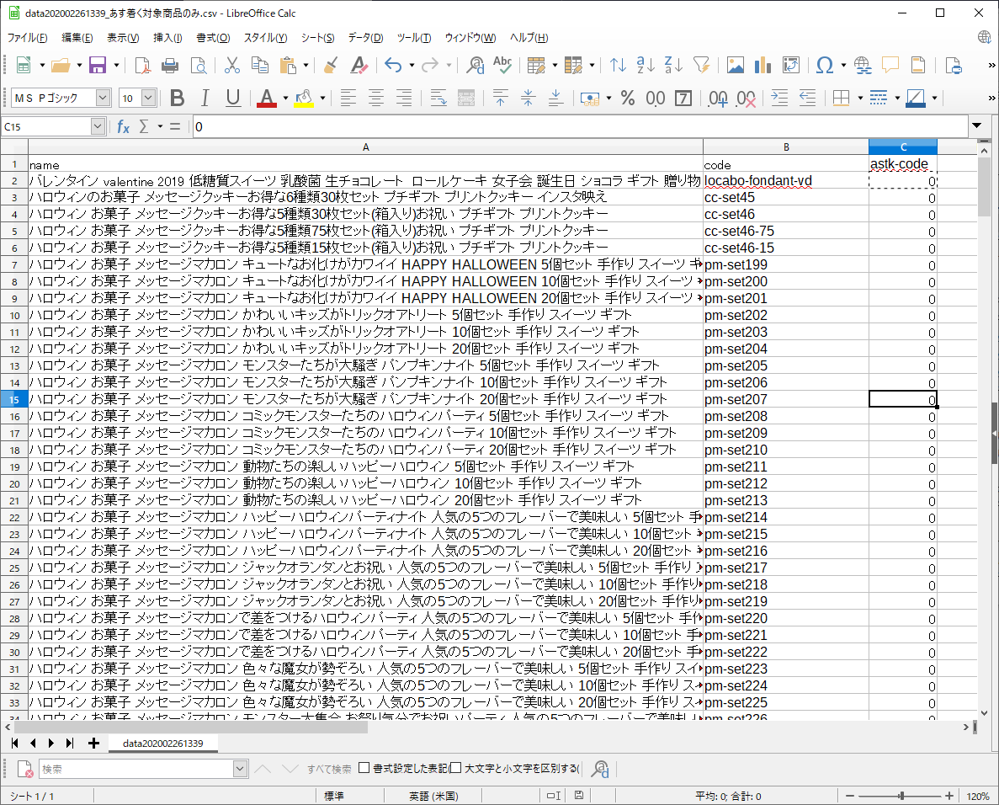 data202002261339_あす着く対象商品のみ.csv - LibreOffice Calc
ファイル(F) 編集(E) 表示(V) 挿入(I) 書式(O) スタイル(Y) シート(S) データ(D) ツール(T) ウィンドウ(W) ヘルプ(H)
ＭＳ Ｐゴシック 10
C15 0
A B C
1 name code astk-code
2 バレンタイン valentine 2019 低糖質スイーツ 乳酸菌 生チョコレート ロールケーキ 女子会 誕生日 ショコラ ギフト 贈り物 locabo-fondant-vd 0
3 ハロウィンのお菓子 メッセージクッキーお得な6種類30枚セット プチギフト プリントクッキー インスタ映え cc-set45 0
4 ハロウィン お菓子 メッセージクッキーお得な5種類30枚セット(箱入り)お祝い プチギフト プリントクッキー cc-set46 0
5 ハロウィン お菓子 メッセージクッキーお得な5種類75枚セット(箱入り)お祝い プチギフト プリントクッキー cc-set46-75 0
6 ハロウィン お菓子 メッセージクッキーお得な5種類15枚セット(箱入り)お祝い プチギフト プリントクッキー cc-set46-15 0
7 ハロウィン お菓子 メッセージマカロン キュートなお化けがカワイイ HAPPY HALLOWEEN 5個セット 手作り スイーツ pm-set199 0
8 ハロウィン お菓子 メッセージマカロン キュートなお化けがカワイイ HAPPY HALLOWEEN 10個セット 手作り スイーツ pm-set200 0
9 ハロウィン お菓子 メッセージマカロン キュートなお化けがカワイイ HAPPY HALLOWEEN 20個セット 手作り スイーツ pm-set201 0
10 ハロウィン お菓子 メッセージマカロン かわいいキッズがトリックオアトリート 5個セット 手作り スイーツ ギフト pm-set202 0
11 ハロウィン お菓子 メッセージマカロン かわいいキッズがトリックオアトリート 10個セット 手作り スイーツ ギフト pm-set203 0
12 ハロウィン お菓子 メッセージマカロン かわいいキッズがトリックオアトリート 20個セット 手作り スイーツ ギフト pm-set204 0
13 ハロウィン お菓子 メッセージマカロン モンスターたちが大騒ぎ パンプキンナイト 5個セット 手作り スイーツ ギフト pm-set205 0
14 ハロウィン お菓子 メッセージマカロン モンスターたちが大騒ぎ パンプキンナイト 10個セット 手作り スイーツ ギフト pm-set206 0
15 ハロウィン お菓子 メッセージマカロン モンスターたちが大騒ぎ パンプキンナイト 20個セット 手作り スイーツ ギフト pm-set207 0
16 ハロウィン お菓子 メッセージマカロン コミックモンスターたちのハロウィンパーティ 5個セット 手作り スイーツ ギフト pm-set208 0
17 ハロウィン お菓子 メッセージマカロン コミックモンスターたちのハロウィンパーティ 10個セット 手作り スイーツ ギフト pm-set209 0
18 ハロウィン お菓子 メッセージマカロン コミックモンスターたちのハロウィンパーティ 20個セット 手作り スイーツ ギフト pm-set210 0
19 ハロウィン お菓子 メッセージマカロン 動物たちの楽しいハッピーハロウィン 5個セット 手作り スイーツ ギフト pm-set211 0
20 ハロウィン お菓子 メッセージマカロン 動物たちの楽しいハッピーハロウィン 10個セット 手作り スイーツ ギフト pm-set212 0
21 ハロウィン お菓子 メッセージマカロン 動物たちの楽しいハッピーハロウィン 20個セット 手作り スイーツ ギフト pm-set213 0
22 ハロウィン お菓子 メッセージマカロン ハッピーハロウィンパーティナイト 人気の5つのフレーバーで美味しい 5個セット 手 pm-set214 0
23 ハロウィン お菓子 メッセージマカロン ハッピーハロウィンパーティナイト 人気の5つのフレーバーで美味しい 10個セット pm-set215 0
24 ハロウィン お菓子 メッセージマカロン ハッピーハロウィンパーティナイト 人気の5つのフレーバーで美味しい 20個セット pm-set216 0
25 ハロウィン お菓子 メッセージマカロン ジャックオランタンとお祝い 人気の5つのフレーバーで美味しい 5個セット 手作り pm-set217 0
26 ハロウィン お菓子 メッセージマカロン ジャックオランタンとお祝い 人気の5つのフレーバーで美味しい 10個セット 手作り pm-set218 0
27 ハロウィン お菓子 メッセージマカロン ジャックオランタンとお祝い 人気の5つのフレーバーで美味しい 20個セット 手作り pm-set219 0
28 ハロウィン お菓子 メッセージマカロンで差をつけるハロウィンパーティ 人気の5つのフレーバーで美味しい 5個セット 手作 pm-set220 0
29 ハロウィン お菓子 メッセージマカロンで差をつけるハロウィンパーティ 人気の5つのフレーバーで美味しい 10個セット 手 pm-set221 0
30 ハロウィン お菓子 メッセージマカロンで差をつけるハロウィンパーティ 人気の5つのフレーバーで美味しい 20個セット 手 pm-set222 0
31 ハロウィン お菓子 メッセージマカロン 色々な魔女が勢ぞろい 人気の5つのフレーバーで美味しい 5個セット 手作り スイ pm-set223 0
32 ハロウィン お菓子 メッセージマカロン 色々な魔女が勢ぞろい 人気の5つのフレーバーで美味しい 10個セット 手作り ス pm-set224 0
33 ハロウィン お菓子 メッセージマカロン 色々な魔女が勢ぞろい 人気の5つのフレーバーで美味しい 20個セット 手作り ス pm-set225 0
34 ハロウィン お菓子 メッセージマカロン モンスター大集会 お祭り気分でお祝いパーティ 人気の5つのフレーバーで美味しい pm-set226 0
data202002261339
検索 すべて検索 書式設定した表記( 大文字と小文字を区別する(
シート 1 / 1 標準 英語 (米国) 平均: 0; 合計: 0 120%